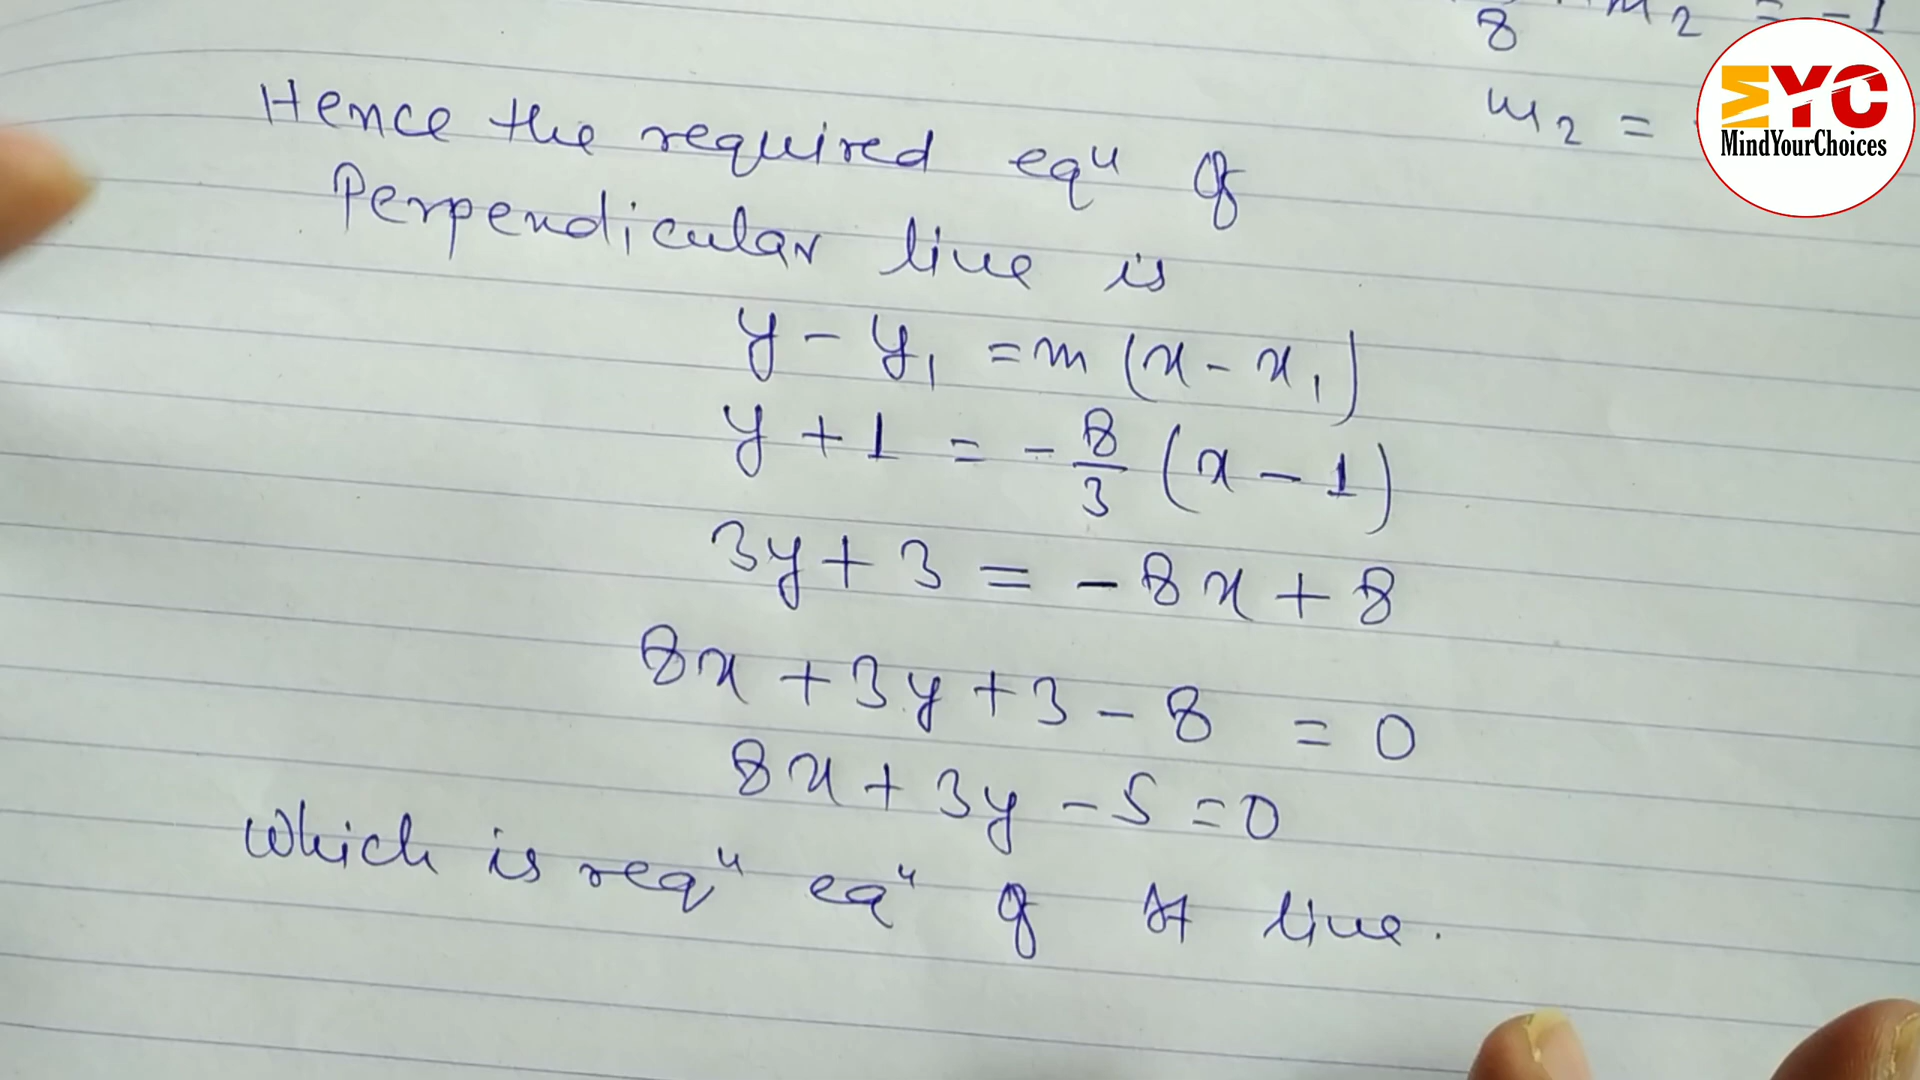 8 m₂ = -1
m₂ =
MYC
MindYourChoices
Hence the required eqⁿ of
Perpendicular line is
y - y₁ = m (x - x₁)
y + 1 = - 8/3 (x - 1)
3y + 3 = - 8x + 8
8x + 3y + 3 - 8 = 0
8x + 3y - 5 = 0
Which is reqⁿ eqⁿ of st line.